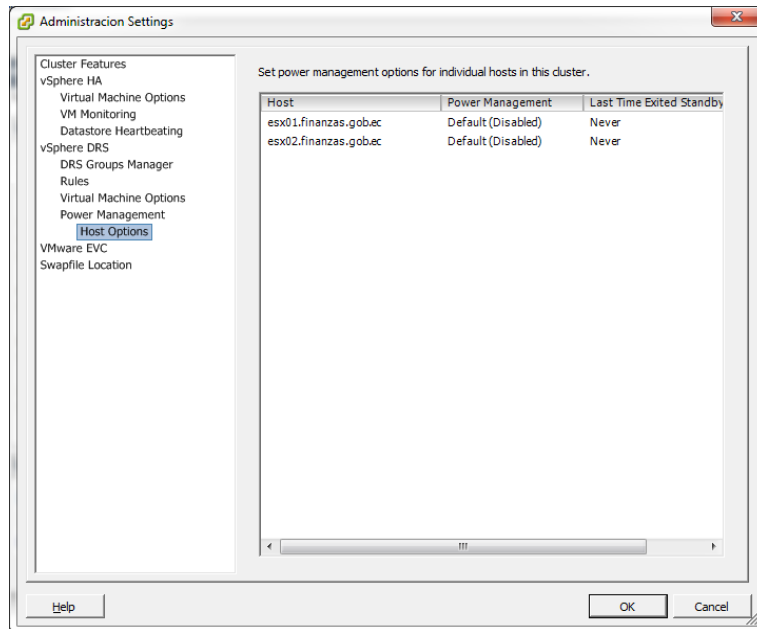 Administracion Settings
Cluster Features
vSphere HA
Virtual Machine Options
VM Monitoring
Datastore Heartbeating
vSphere DRS
DRS Groups Manager
Rules
Virtual Machine Options
Power Management
Host Options
VMware EVC
Swapfile Location
Set power management options for individual hosts in this cluster.
Host Power Management Last Time Exited Standby
esx01.finanzas.gob.ec Default (Disabled) Never
esx02.finanzas.gob.ec Default (Disabled) Never
Help OK Cancel